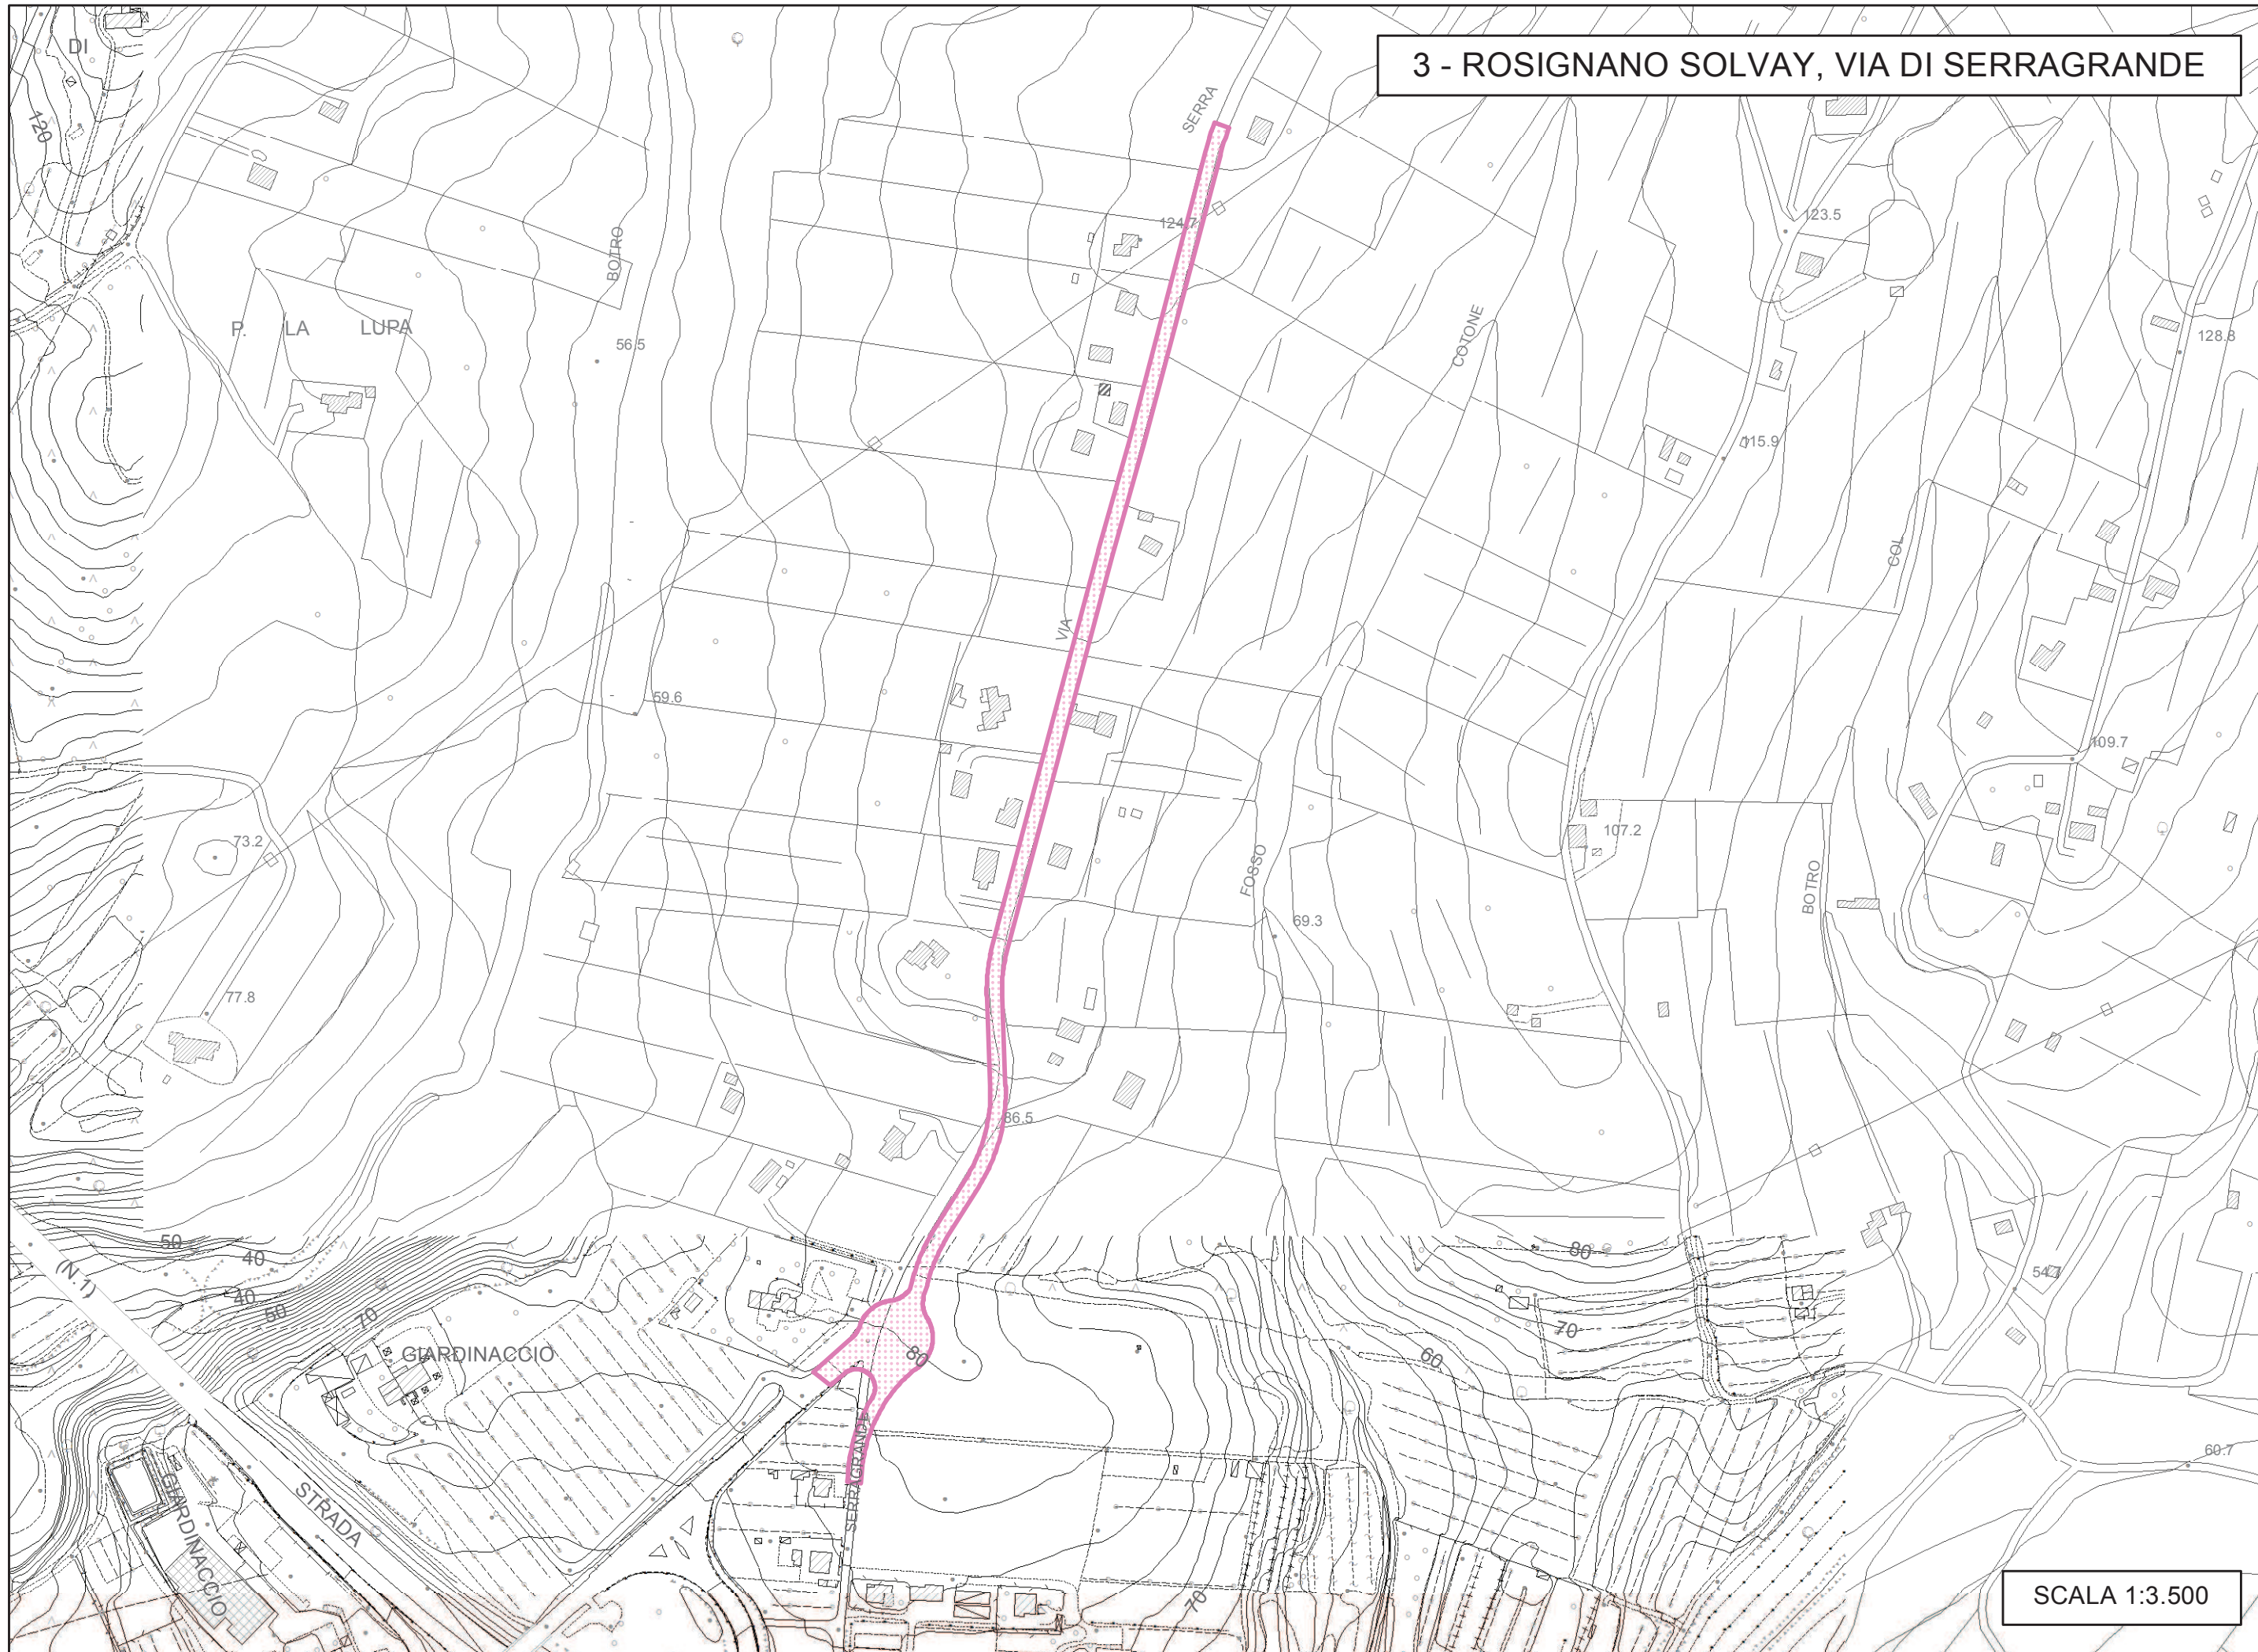 3 - ROSIGNANO SOLVAY, VIA DI SERRAGRANDE
DI
120
SERRA
124.7
123.5
BOTRO
P. LA LUPA
56.5
COTONE
128.8
115.9
COL
VIA
59.6
109.7
73.2
107.2
FOSSO
BOTRO
69.3
77.8
86.5
50
40
(N.1)
40
50
70
80
54.7
70
GIARDINACCIO
80
60
SERRAGRANDE
60.7
STRADA
GIARDINACCIO
SERRAGRANDE
70
SCALA 1:3.500